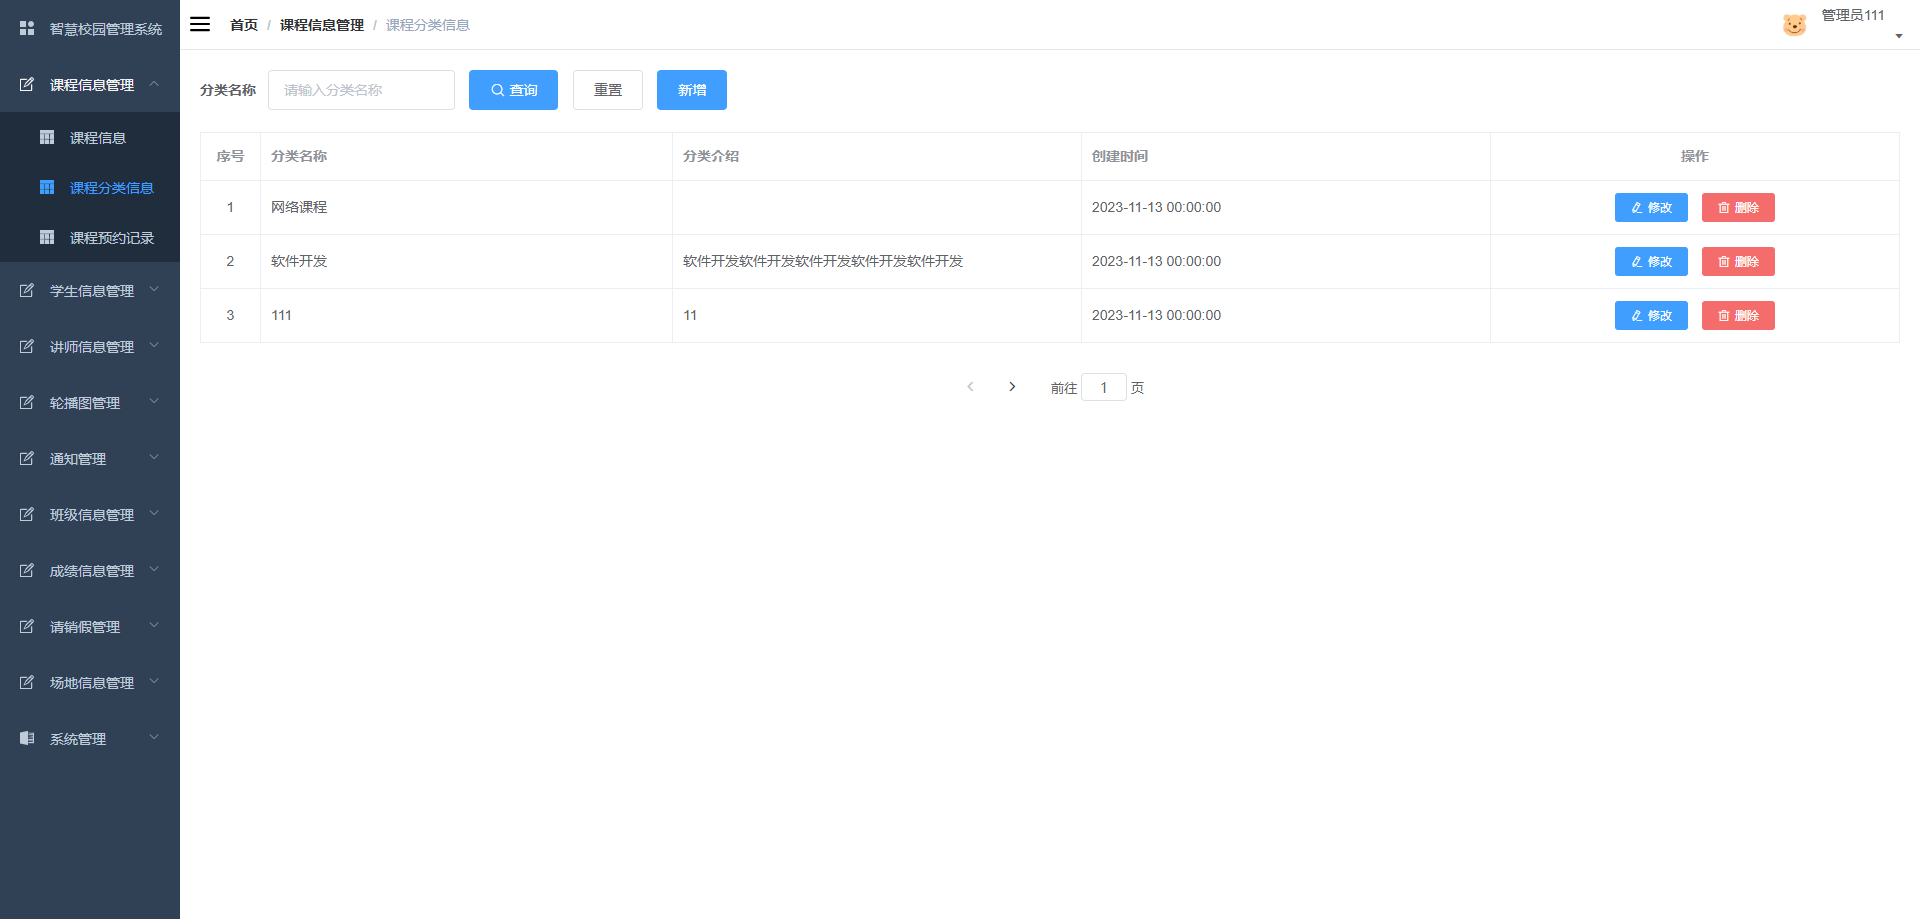 智慧校园管理系统
课程信息管理
课程信息
课程分类信息
课程预约记录
学生信息管理
讲师信息管理
轮播图管理
通知管理
班级信息管理
成绩信息管理
请销假管理
场地信息管理
系统管理
首页 / 课程信息管理 / 课程分类信息
管理员111
分类名称 请输入分类名称 查询 重置 新增
序号 分类名称 分类介绍 创建时间 操作
1 网络课程 2023-11-13 00:00:00 修改 删除
2 软件开发 软件开发软件开发软件开发软件开发软件开发 2023-11-13 00:00:00 修改 删除
3 111 11 2023-11-13 00:00:00 修改 删除
前往 1 页